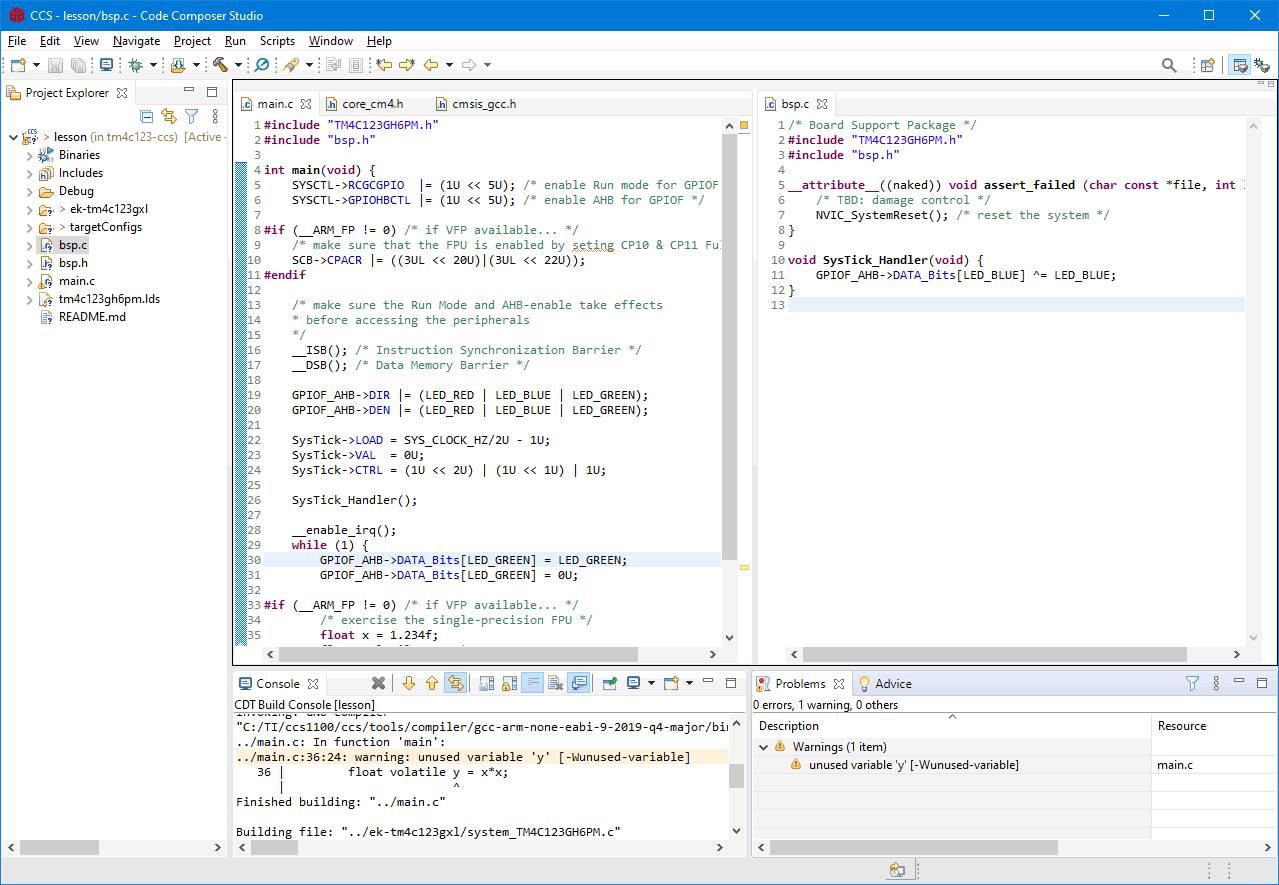 CCS - lesson/bsp.c - Code Composer Studio
File Edit View Navigate Project Run Scripts Window Help
Project Explorer
> lesson (in tm4c123-ccs) [Active -
Binaries
Includes
Debug
> ek-tm4c123gxl
> targetConfigs
bsp.c
bsp.h
main.c
tm4c123gh6pm.lds
README.md
main.c core_cm4.h cmsis_gcc.h
1 #include "TM4C123GH6PM.h"
2 #include "bsp.h"
3
4 int main(void) {
5     SYSCTL->RCGCGPIO  |= (1U << 5U); /* enable Run mode for GPIOF
6     SYSCTL->GPIOHBCTL |= (1U << 5U); /* enable AHB for GPIOF */
7
8 #if (__ARM_FP != 0) /* if VFP available... */
9     /* make sure that the FPU is enabled by seting CP10 & CP11 Fu
10     SCB->CPACR |= ((3UL << 20U)|(3UL << 22U));
11 #endif
12
13     /* make sure the Run Mode and AHB-enable take effects
14     * before accessing the peripherals
15     */
16     __ISB(); /* Instruction Synchronization Barrier */
17     __DSB(); /* Data Memory Barrier */
18
19     GPIOF_AHB->DIR |= (LED_RED | LED_BLUE | LED_GREEN);
20     GPIOF_AHB->DEN |= (LED_RED | LED_BLUE | LED_GREEN);
21
22     SysTick->LOAD = SYS_CLOCK_HZ/2U - 1U;
23     SysTick->VAL  = 0U;
24     SysTick->CTRL = (1U << 2U) | (1U << 1U) | 1U;
25
26     SysTick_Handler();
27
28     __enable_irq();
29     while (1) {
30         GPIOF_AHB->DATA_Bits[LED_GREEN] = LED_GREEN;
31         GPIOF_AHB->DATA_Bits[LED_GREEN] = 0U;
32
33 #if (__ARM_FP != 0) /* if VFP available... */
34         /* exercise the single-precision FPU */
35         float x = 1.234f;
bsp.c
1 /* Board Support Package */
2 #include "TM4C123GH6PM.h"
3 #include "bsp.h"
4
5 __attribute__((naked)) void assert_failed (char const *file, int
6     /* TBD: damage control */
7     NVIC_SystemReset(); /* reset the system */
8 }
9
10 void SysTick_Handler(void) {
11     GPIOF_AHB->DATA_Bits[LED_BLUE] ^= LED_BLUE;
12 }
13
Console
CDT Build Console [lesson]
Invoking: GNU Compiler
"C:/TI/ccs1100/ccs/tools/compiler/gcc-arm-none-eabi-9-2019-q4-major/bin
../main.c: In function 'main':
../main.c:36:24: warning: unused variable 'y' [-Wunused-variable]
36 |         float volatile y = x*x;
|                        ^
Finished building: "../main.c"
Building file: "../ek-tm4c123gxl/system_TM4C123GH6PM.c"
Problems Advice
0 errors, 1 warning, 0 others
Description Resource
Warnings (1 item)
unused variable 'y' [-Wunused-variable] main.c